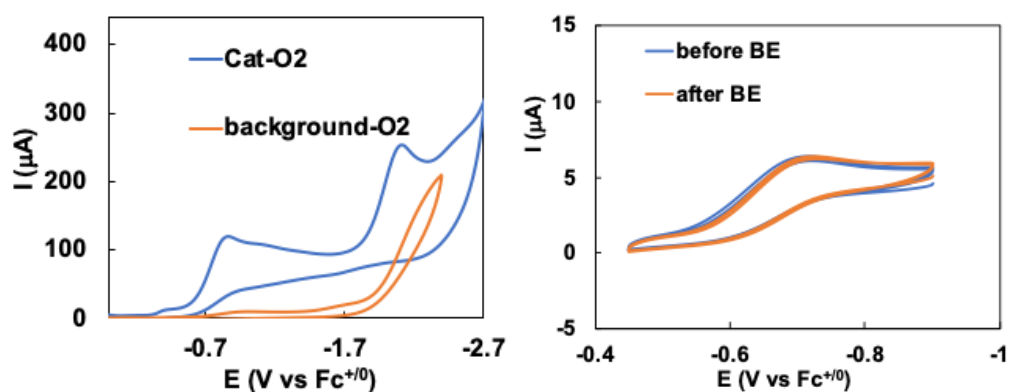 400
Cat-O2
300
background-O2
200
100
0
-0.7
-1.7
-2.7
I (µA)
E (V vs Fc+/0)
15
before BE
after BE
10
5
0
-5
-0.4
-0.6
-0.8
-1
I (µA)
E (V vs Fc+/0)